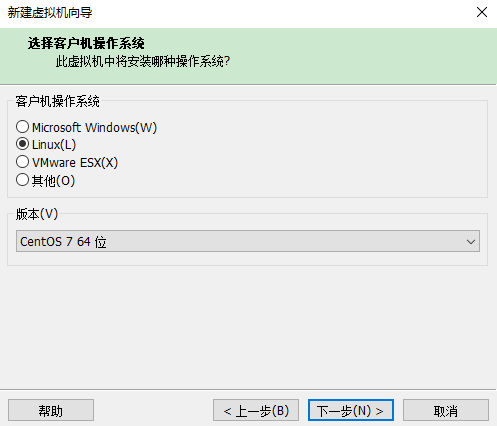 新建虚拟机向导
选择客户机操作系统
此虚拟机中将安装哪种操作系统?
客户机操作系统
Microsoft Windows(W)
Linux(L)
VMware ESX(X)
其他(O)
版本(V)
CentOS 7 64 位
帮助
< 上一步(B)
下一步(N) >
取消